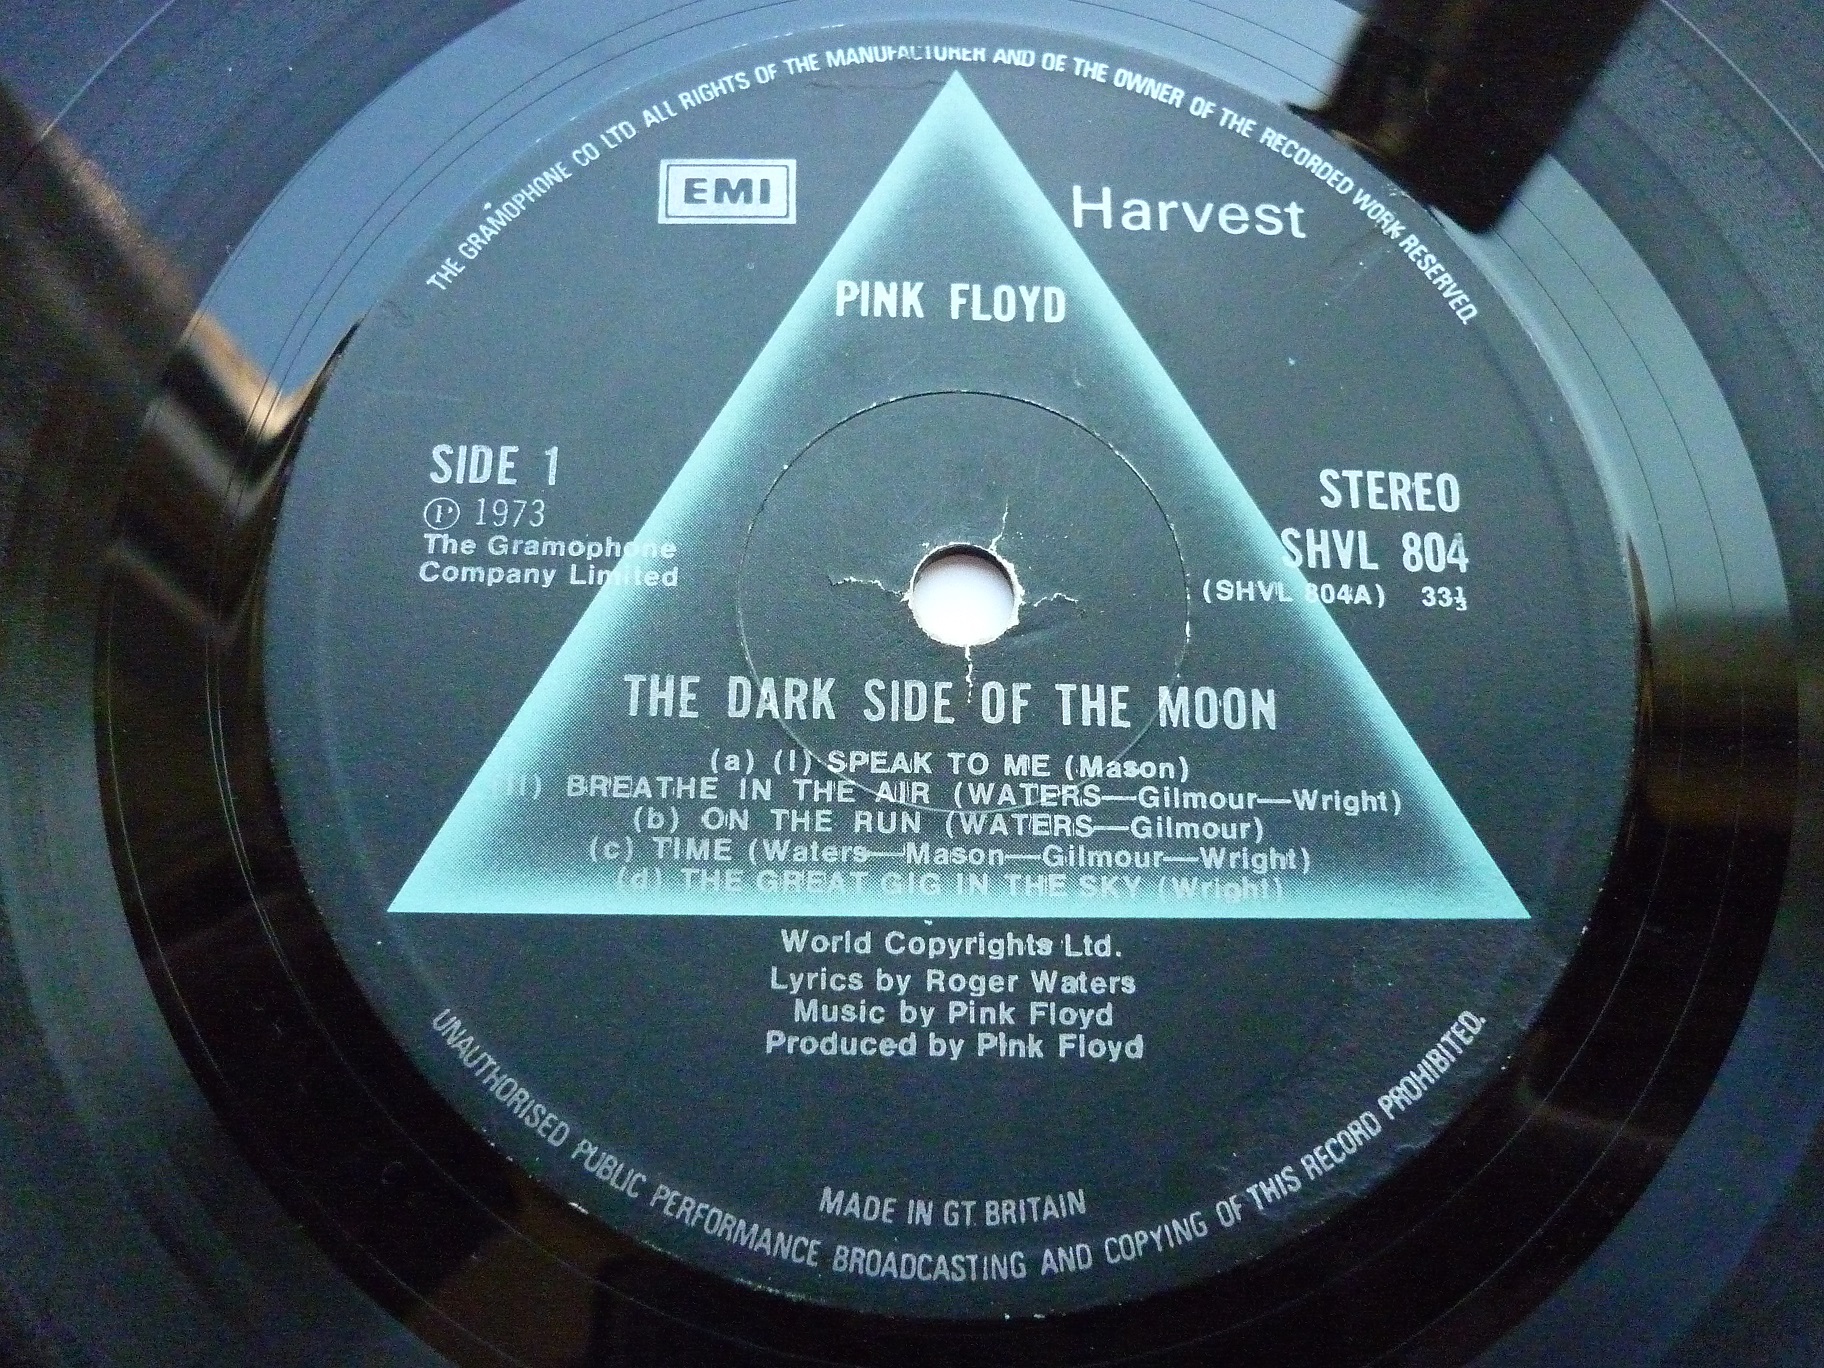 THE GRAMOPHONE CO LTD ALL RIGHTS OF THE MANUFACTURER AND OE THE OWNER OF THE RECORDED WORK RESERVED.
EMI
Harvest
PINK FLOYD
SIDE 1
Ⓟ 1973
The Gramophone
Company Limited
STEREO
SHVL 804
(SHVL 804A) 33⅓
THE DARK SIDE OF THE MOON
(a) (I) SPEAK TO ME (Mason)
(II) BREATHE IN THE AIR (WATERS—Gilmour—Wright)
(b) ON THE RUN (WATERS—Gilmour)
(c) TIME (Waters—Mason—Gilmour—Wright)
(d) THE GREAT GIG IN THE SKY (Wright)
World Copyrights Ltd.
Lyrics by Roger Waters
Music by Pink Floyd
Produced by Pink Floyd
MADE IN GT. BRITAIN
UNAUTHORISED PUBLIC PERFORMANCE BROADCASTING AND COPYING OF THIS RECORD PROHIBITED.